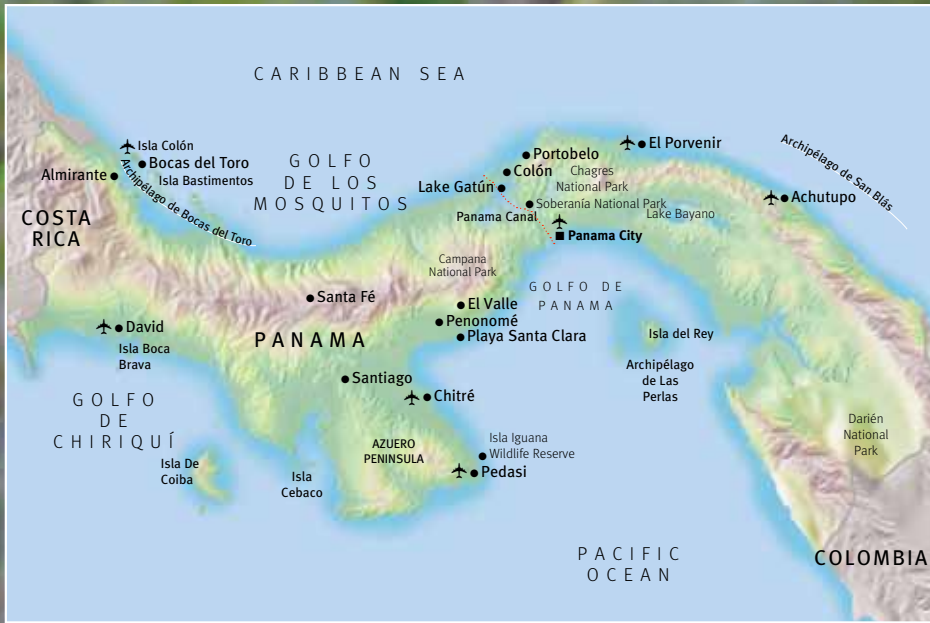 CARIBBEAN SEA
Isla Colón
Bocas del Toro
Isla Bastimentos
Almirante
Archipélago de Bocas del Toro
GOLFO
DE LOS
MOSQUITOS
Portobelo
Colón
Lake Gatún
Chagres
National Park
Soberanía National Park
Panama Canal
Lake Bayano
Panama City
El Porvenir
Archipélago de San Blás
Achutupo
COSTA
RICA
Campana
National Park
GOLFO DE
PANAMA
Santa Fé
El Valle
Penonomé
Playa Santa Clara
David
Isla Boca
Brava
PANAMA
Isla del Rey
Archipélago
de Las
Perlas
Santiago
Chitré
GOLFO
DE
CHIRIQUÍ
AZUERO
PENINSULA
Isla Iguana
Wildlife Reserve
Pedasi
Isla De
Coiba
Isla
Cebaco
Darién
National
Park
PACIFIC
OCEAN
COLOMBIA